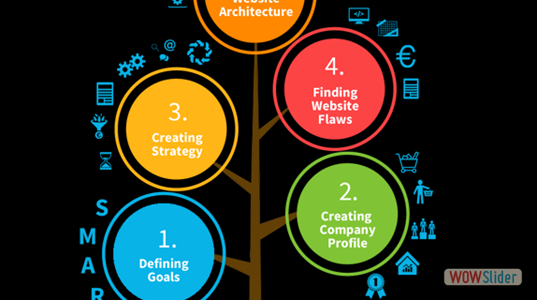 Website
Architecture
4.
Finding
Website
Flaws
3.
Creating
Strategy
2.
Creating
Company
Profile
1.
Defining
Goals
S
M
A
R
WOWSlider